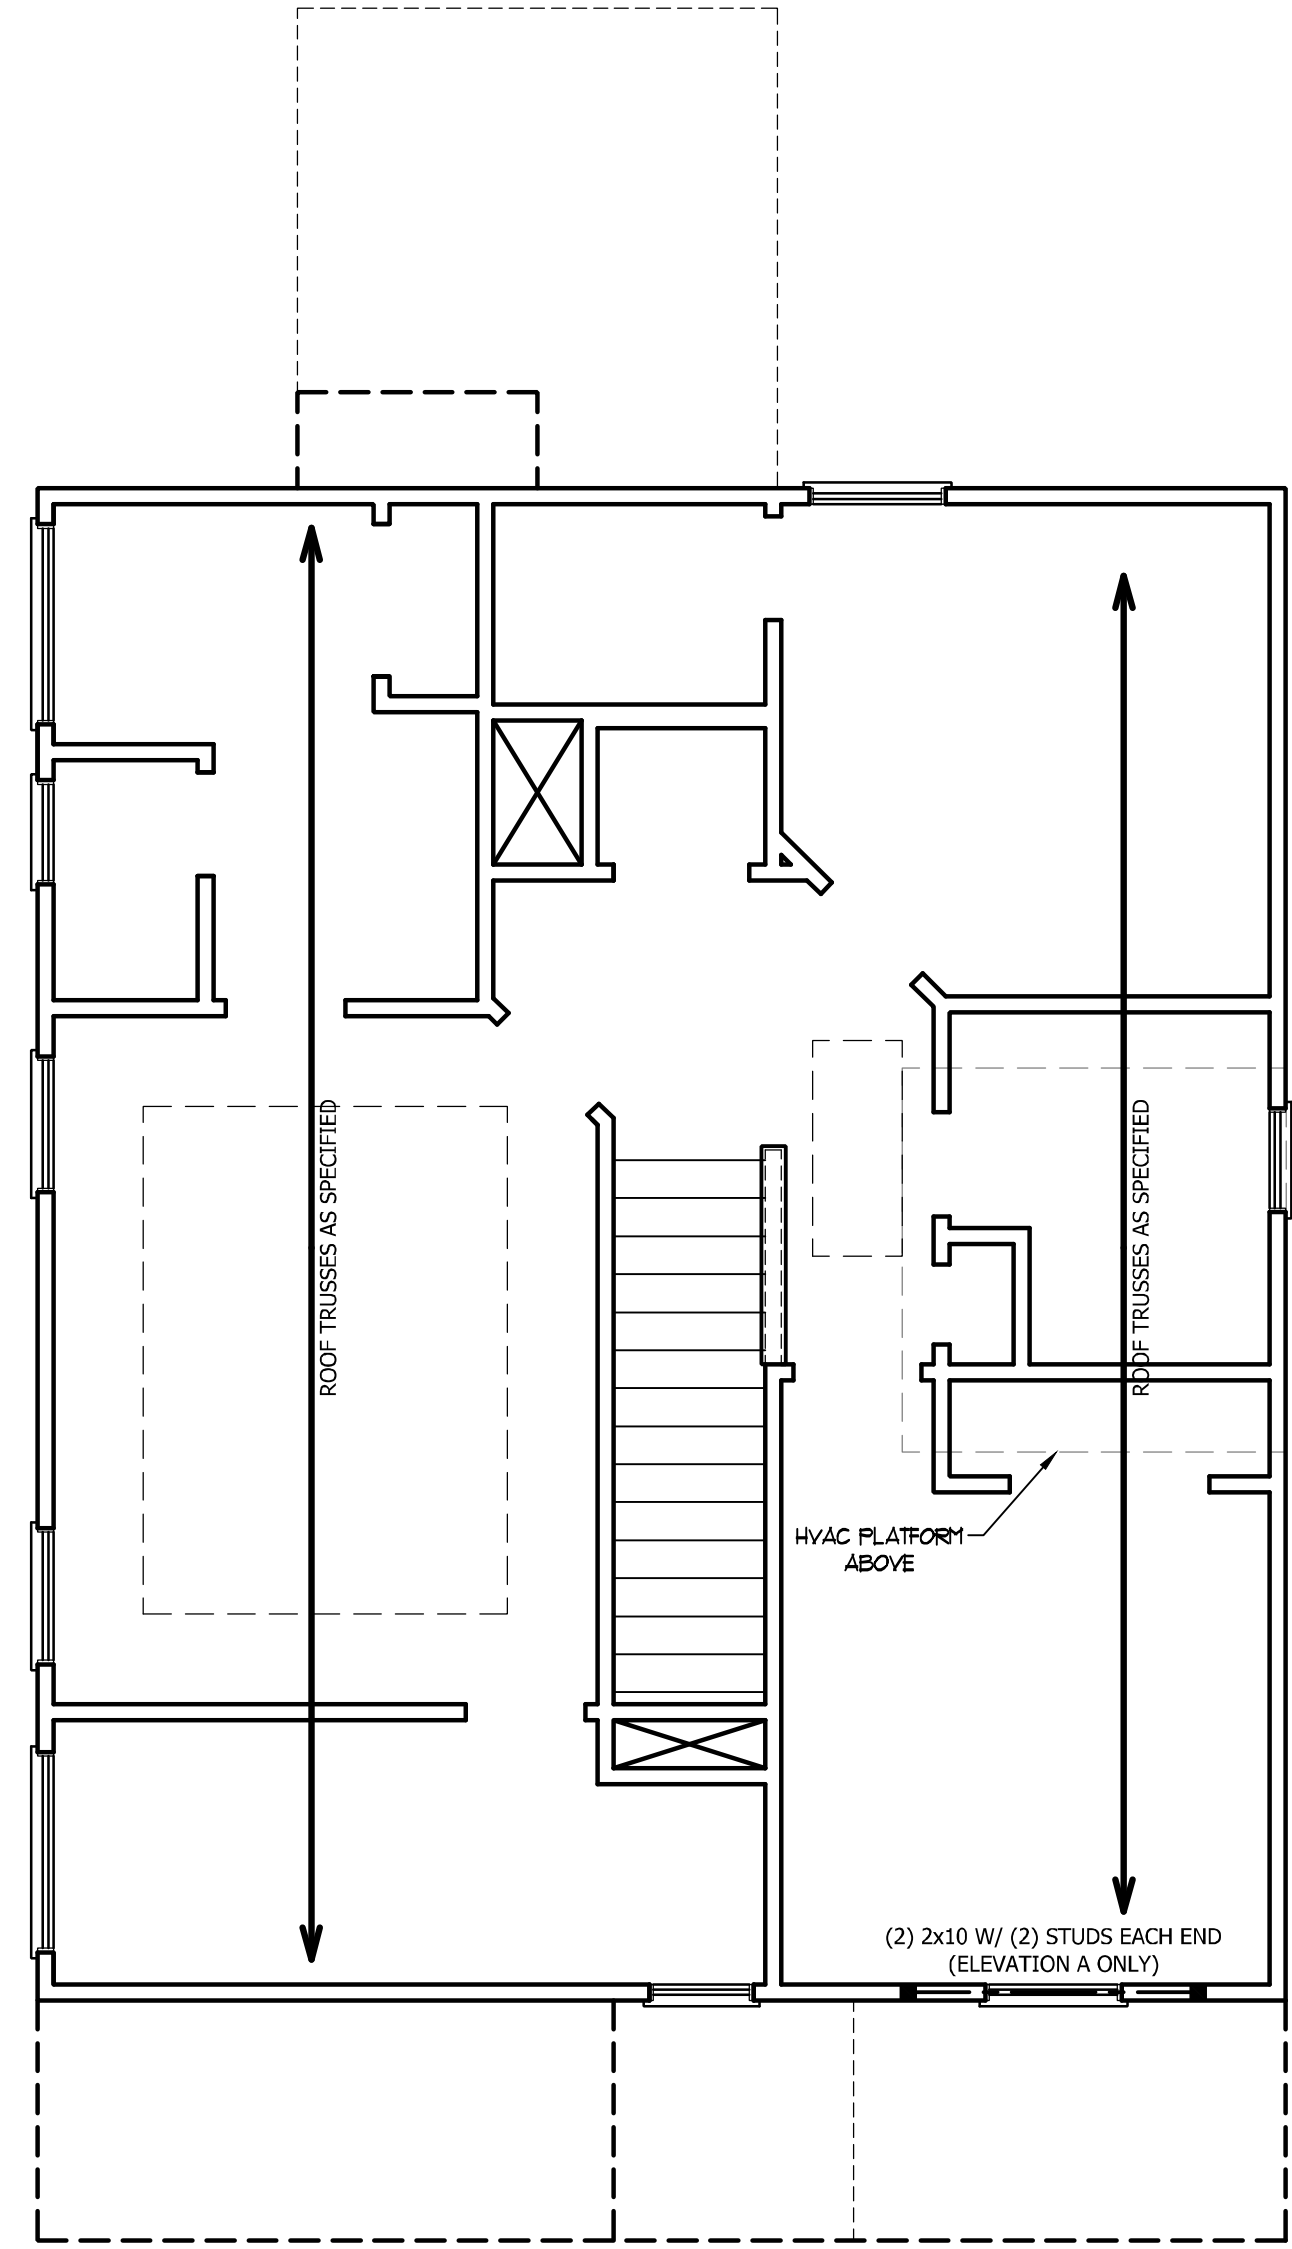 ROOF TRUSSES AS SPECIFIED
ROOF TRUSSES AS SPECIFIED
HVAC PLATFORM
ABOVE
(2) 2x10 W/ (2) STUDS EACH END
(ELEVATION A ONLY)